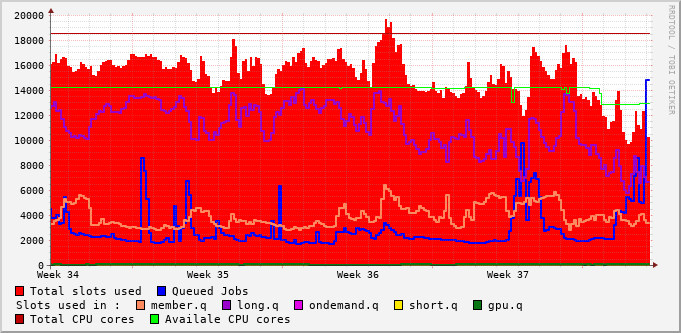 20000
18000
16000
14000
12000
10000
8000
6000
4000
2000
0
Week 34 Week 35 Week 36 Week 37
RRDTOOL / TOBI OETIKER
Total slots used Queued Jobs
Slots used in : member.q long.q ondemand.q short.q gpu.q
Total CPU cores Availale CPU cores